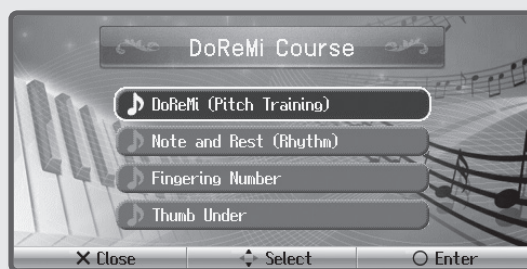 DoReMi Course
DoReMi (Pitch Training)
Note and Rest (Rhythm)
Fingering Number
Thumb Under
✕ Close Select ○ Enter